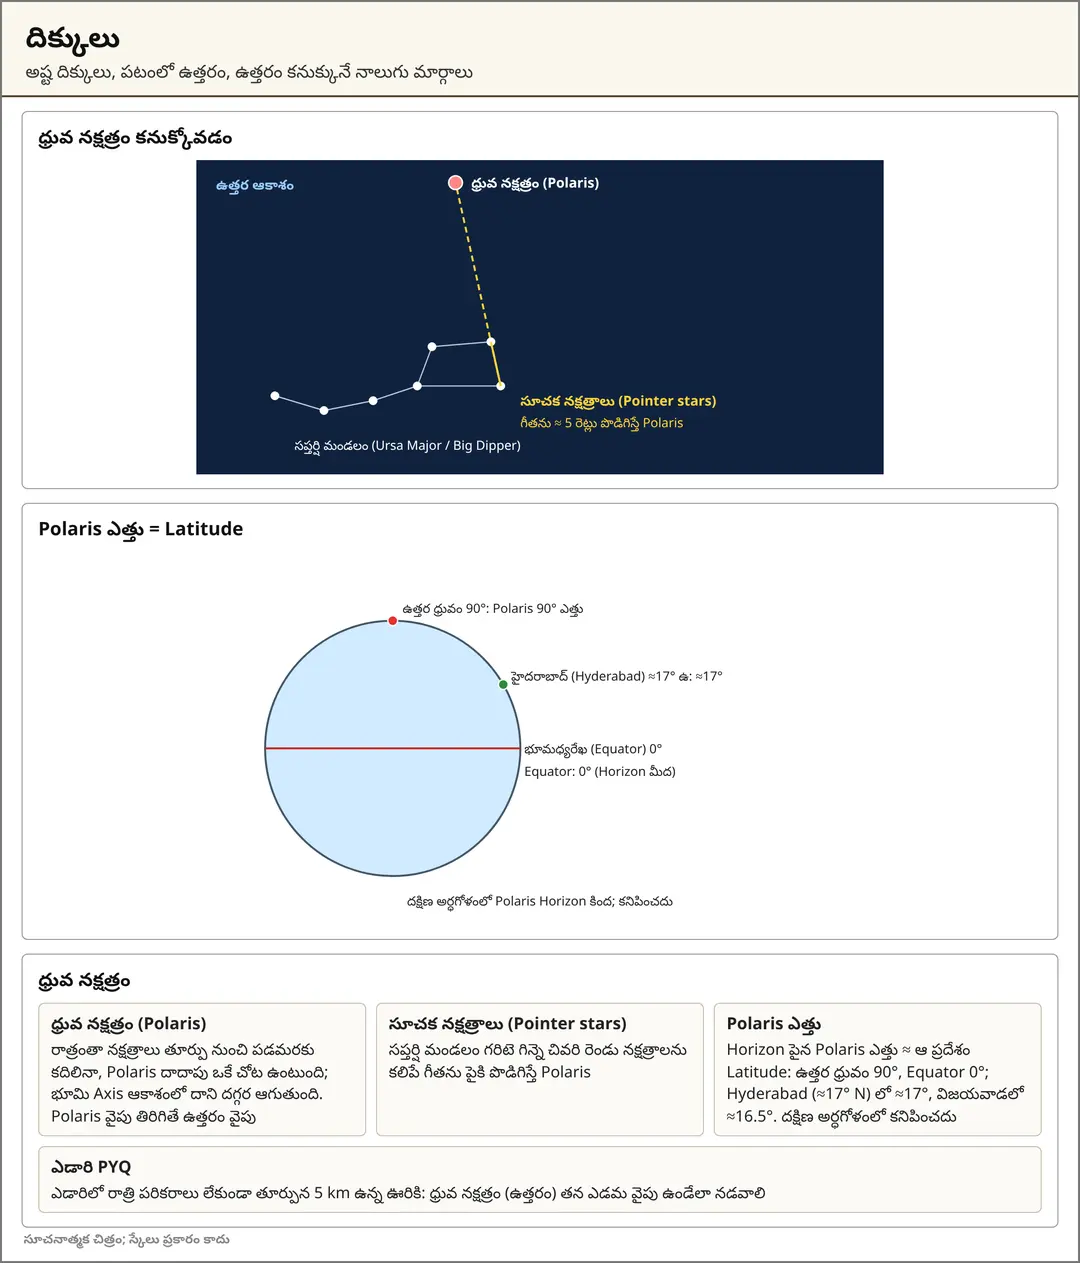 దిక్కులు
అష్ట దిక్కులు, పటంలో ఉత్తరం, ఉత్తరం కనుక్కునే నాలుగు మార్గాలు
ధ్రువ నక్షత్రం కనుక్కోవడం
ఉత్తర ఆకాశం
ధ్రువ నక్షత్రం (Polaris)
సూచక నక్షత్రాలు (Pointer stars)
గీతను ≈ 5 రెట్లు పొడిగిస్తే Polaris
సప్తర్షి మండలం (Ursa Major / Big Dipper)
Polaris ఎత్తు = Latitude
ఉత్తర ధ్రువం 90°: Polaris 90° ఎత్తు
హైదరాబాద్ (Hyderabad) ≈17° ఉ: ≈17°
భూమధ్యరేఖ (Equator) 0°
Equator: 0° (Horizon మీద)
దక్షిణ అర్ధగోళంలో Polaris Horizon కింద; కనిపించదు
ధ్రువ నక్షత్రం
ధ్రువ నక్షత్రం (Polaris)
రాత్రంతా నక్షత్రాలు తూర్పు నుంచి పడమరకు
కదిలినా, Polaris దాదాపు ఒకే చోట ఉంటుంది;
భూమి Axis ఆకాశంలో దాని దగ్గర ఆగుతుంది.
Polaris వైపు తిరిగితే ఉత్తరం వైపు
సూచక నక్షత్రాలు (Pointer stars)
సప్తర్షి మండలం గరిటె గిన్నె చివరి రెండు నక్షత్రాలను
కలిపే గీతను పైకి పొడిగిస్తే Polaris
Polaris ఎత్తు
Horizon పైన Polaris ఎత్తు ≈ ఆ ప్రదేశం
Latitude: ఉత్తర ధ్రువం 90°, Equator 0°;
Hyderabad (≈17° N) లో ≈17°, విజయవాడలో
≈16.5°. దక్షిణ అర్ధగోళంలో కనిపించదు
ఎడారి PYQ
ఎడారిలో రాత్రి పరికరాలు లేకుండా తూర్పున 5 km ఉన్న ఊరికి: ధ్రువ నక్షత్రం (ఉత్తరం) తన ఎడమ వైపు ఉండేలా నడవాలి
సూచనాత్మక చిత్రం; స్కేలు ప్రకారం కాదు